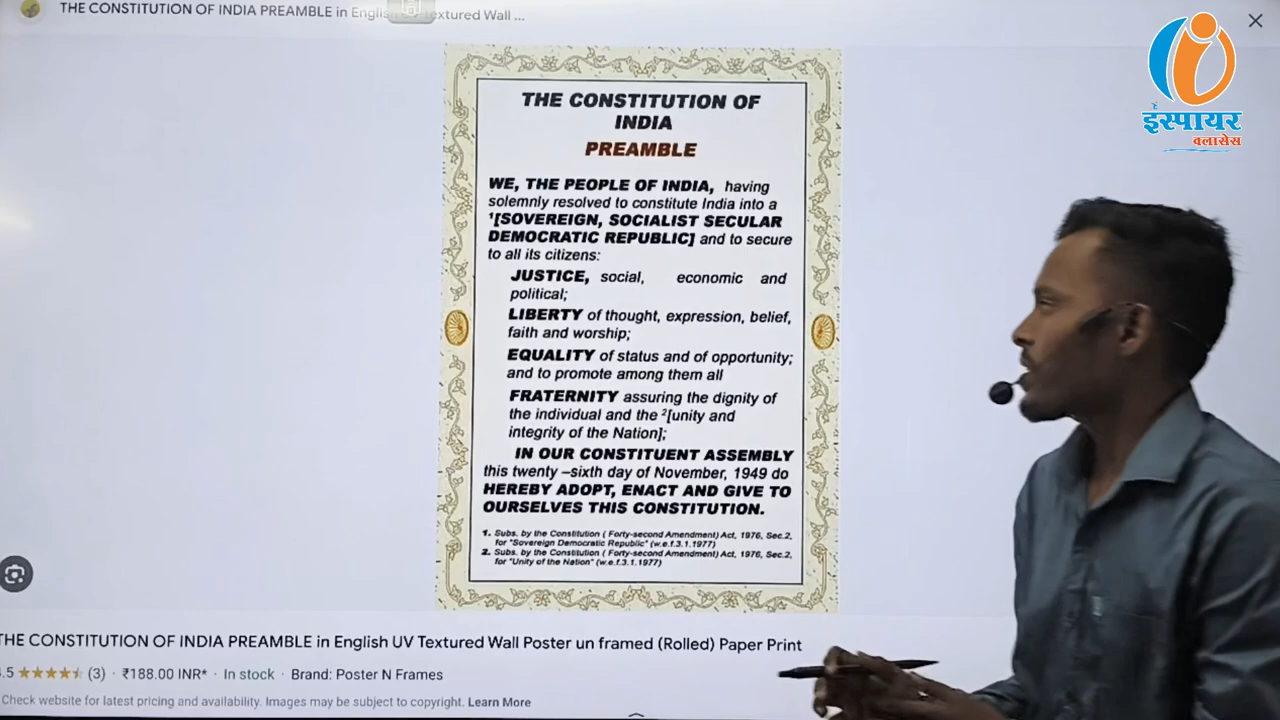 THE CONSTITUTION OF INDIA PREAMBLE in English UV Textured Wall ...
इंस्पायर
क्लासेस
THE CONSTITUTION OF
INDIA
PREAMBLE
WE, THE PEOPLE OF INDIA, having
solemnly resolved to constitute India into a
¹[SOVEREIGN, SOCIALIST SECULAR
DEMOCRATIC REPUBLIC] and to secure
to all its citizens:
JUSTICE, social, economic and
political;
LIBERTY of thought, expression, belief,
faith and worship;
EQUALITY of status and of opportunity;
and to promote among them all
FRATERNITY assuring the dignity of
the individual and the ²[unity and
integrity of the Nation];
IN OUR CONSTITUENT ASSEMBLY
this twenty –sixth day of November, 1949 do
HEREBY ADOPT, ENACT AND GIVE TO
OURSELVES THIS CONSTITUTION.
1. Subs. by the Constitution ( Forty-second Amendment) Act, 1976, Sec.2,
for "Sovereign Democratic Republic" (w.e.f.3.1.1977)
2. Subs. by the Constitution ( Forty-second Amendment) Act, 1976, Sec.2,
for "Unity of the Nation" (w.e.f.3.1.1977)
THE CONSTITUTION OF INDIA PREAMBLE in English UV Textured Wall Poster un framed (Rolled) Paper Print
.5 ★★★★★ (3) · ₹188.00 INR* · In stock · Brand: Poster N Frames
Check website for latest pricing and availability. Images may be subject to copyright. Learn More